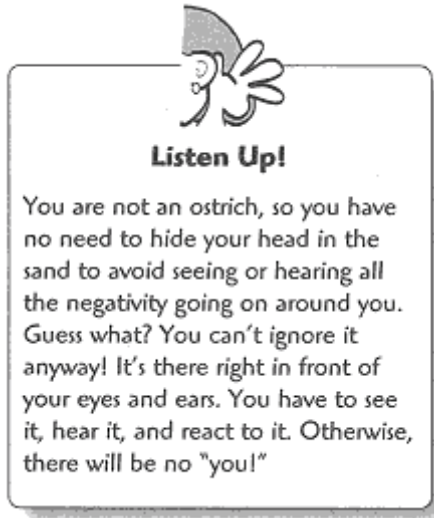 Listen Up!
You are not an ostrich, so you have
no need to hide your head in the
sand to avoid seeing or hearing all
the negativity going on around you.
Guess what? You can't ignore it
anyway! It's there right in front of
your eyes and ears. You have to see
it, hear it, and react to it. Otherwise,
there will be no "you!"